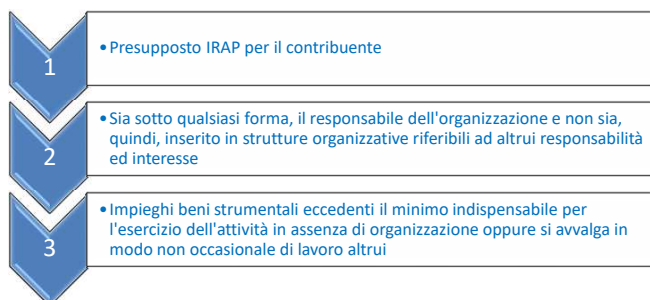 1
• Presupposto IRAP per il contribuente
2
• Sia sotto qualsiasi forma, il responsabile dell'organizzazione e non sia,
quindi, inserito in strutture organizzative riferibili ad altrui responsabilità
ed interesse
3
• Impieghi beni strumentali eccedenti il minimo indispensabile per
l'esercizio dell'attività in assenza di organizzazione oppure si avvalga in
modo non occasionale di lavoro altrui